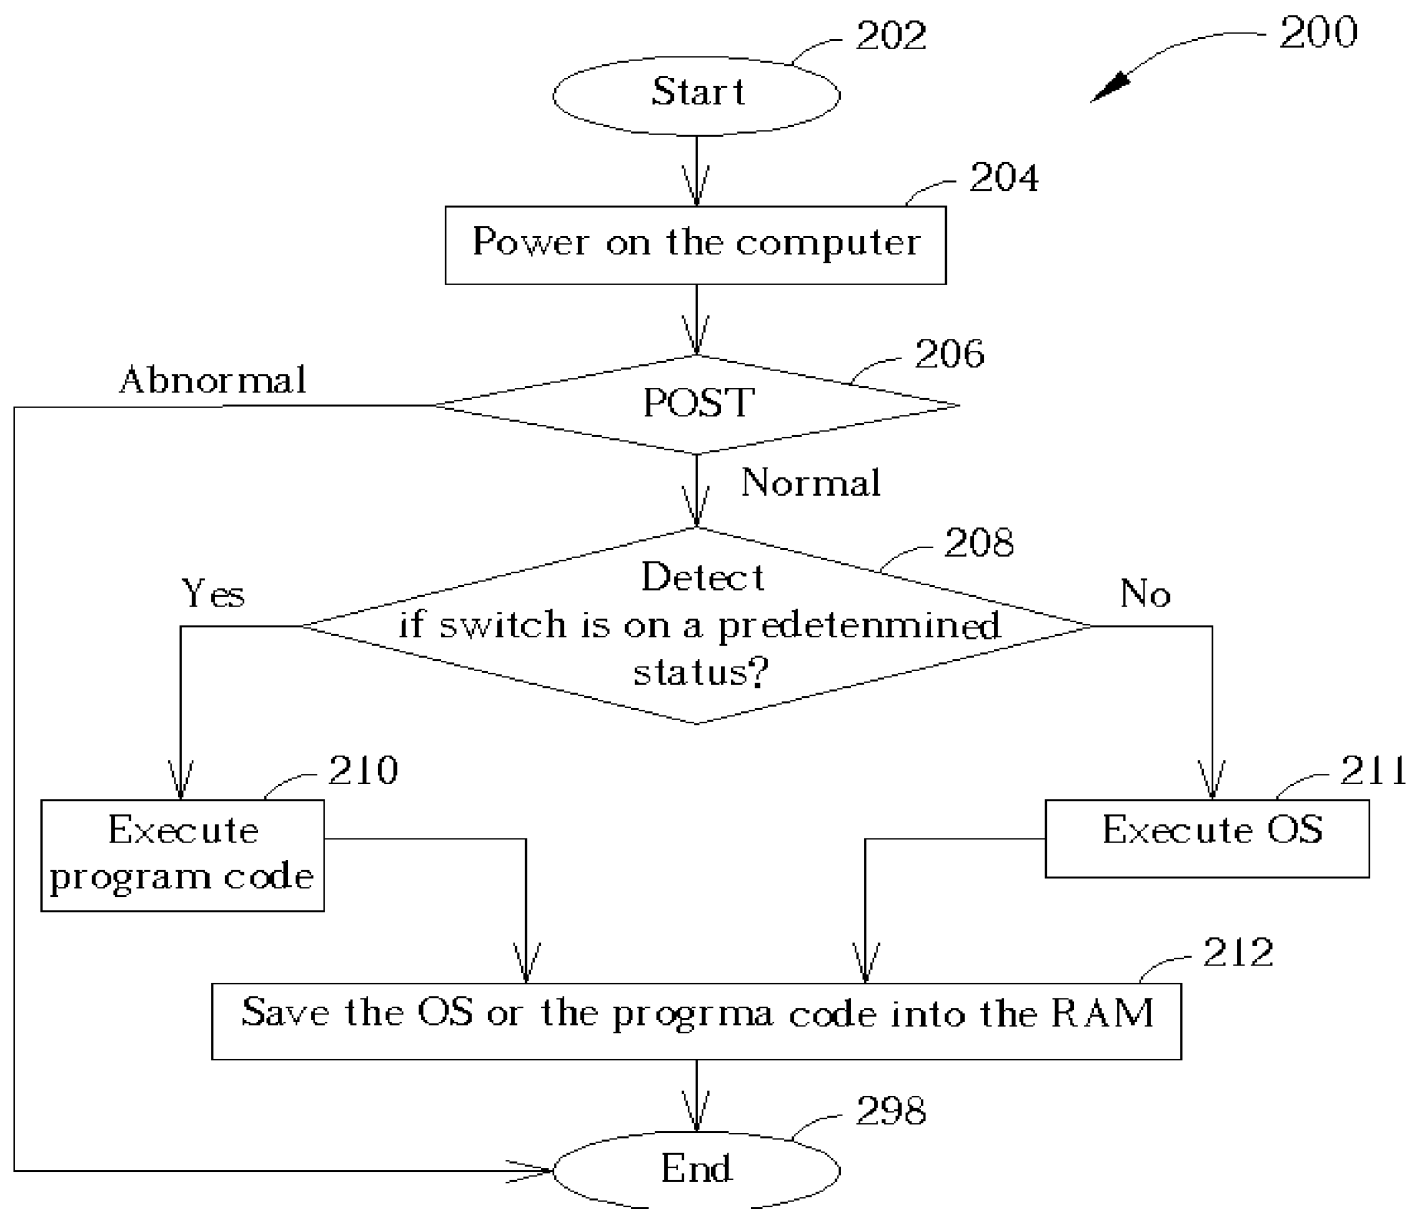 202
200
Start
204
Power on the computer
206
Abnormal
POST
Normal
208
Detect
if switch is on a predetenmined
status?
Yes
No
210
211
Execute
program code
Execute OS
212
Save the OS or the progrma code into the RAM
298
End